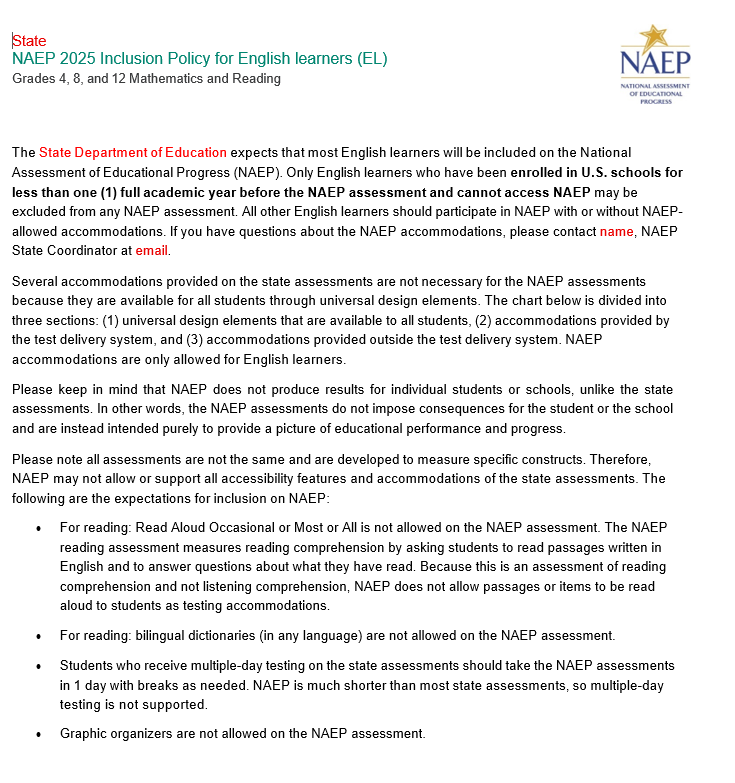 State
NAEP 2025 Inclusion Policy for English learners (EL)
Grades 4, 8, and 12 Mathematics and Reading
NAEP
NATIONAL ASSESSMENT
OF EDUCATIONAL
PROGRESS
The State Department of Education expects that most English learners will be included on the National
Assessment of Educational Progress (NAEP). Only English learners who have been enrolled in U.S. schools for
less than one (1) full academic year before the NAEP assessment and cannot access NAEP may be
excluded from any NAEP assessment. All other English learners should participate in NAEP with or without NAEP-
allowed accommodations. If you have questions about the NAEP accommodations, please contact name, NAEP
State Coordinator at email.
Several accommodations provided on the state assessments are not necessary for the NAEP assessments
because they are available for all students through universal design elements. The chart below is divided into
three sections: (1) universal design elements that are available to all students, (2) accommodations provided by
the test delivery system, and (3) accommodations provided outside the test delivery system. NAEP
accommodations are only allowed for English learners.
Please keep in mind that NAEP does not produce results for individual students or schools, unlike the state
assessments. In other words, the NAEP assessments do not impose consequences for the student or the school
and are instead intended purely to provide a picture of educational performance and progress.
Please note all assessments are not the same and are developed to measure specific constructs. Therefore,
NAEP may not allow or support all accessibility features and accommodations of the state assessments. The
following are the expectations for inclusion on NAEP:
• For reading: Read Aloud Occasional or Most or All is not allowed on the NAEP assessment. The NAEP
reading assessment measures reading comprehension by asking students to read passages written in
English and to answer questions about what they have read. Because this is an assessment of reading
comprehension and not listening comprehension, NAEP does not allow passages or items to be read
aloud to students as testing accommodations.
• For reading: bilingual dictionaries (in any language) are not allowed on the NAEP assessment.
• Students who receive multiple-day testing on the state assessments should take the NAEP assessments
in 1 day with breaks as needed. NAEP is much shorter than most state assessments, so multiple-day
testing is not supported.
• Graphic organizers are not allowed on the NAEP assessment.